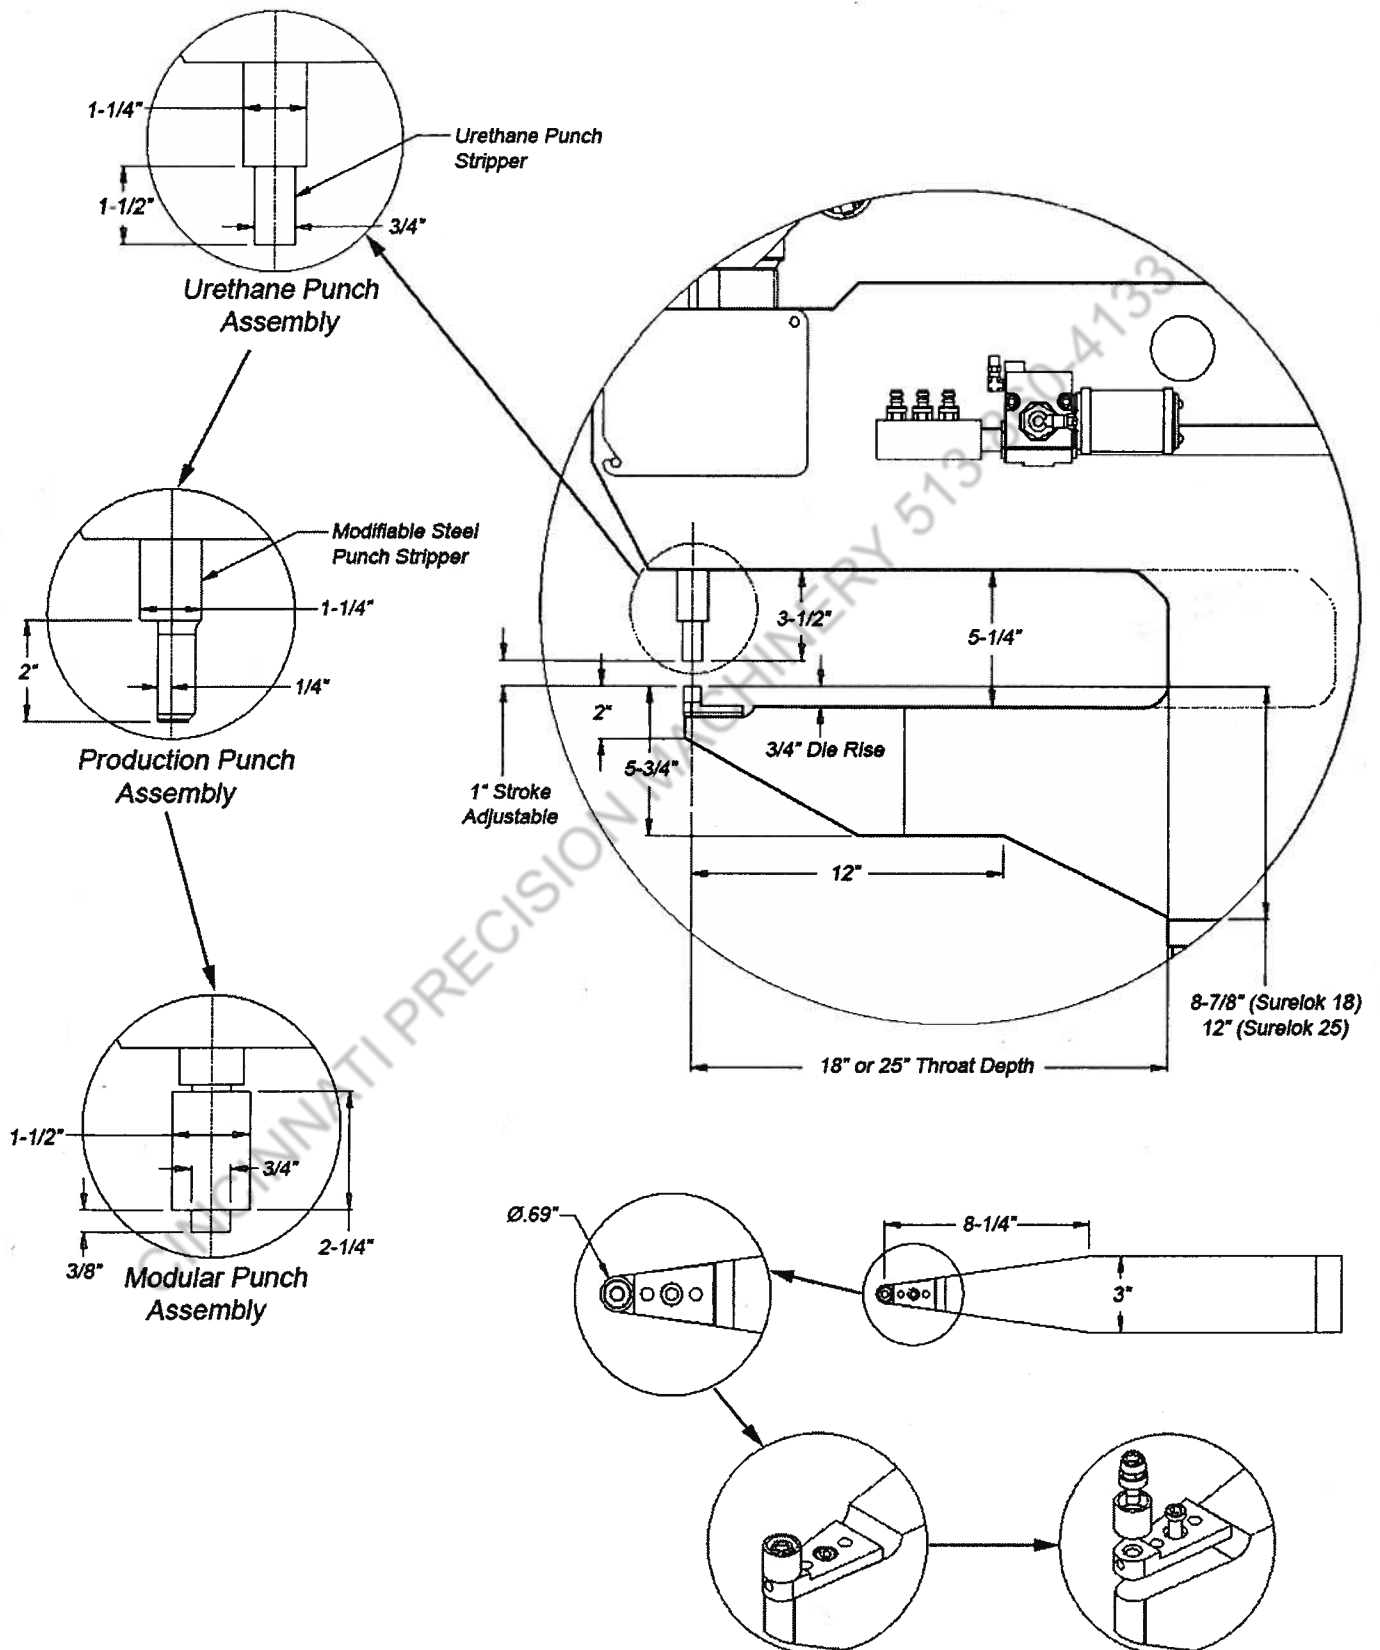 1-1/4"
Urethane Punch
Stripper
1-1/2"
3/4"
Urethane Punch
Assembly
Modifiable Steel
Punch Stripper
1-1/4"
2"
1/4"
Production Punch
Assembly
1-1/2"
3/4"
2-1/4"
3/8"
Modular Punch
Assembly
3-1/2"
5-1/4"
2"
3/4" Die Rise
5-3/4"
1" Stroke
Adjustable
12"
8-7/8" (Surelok 18)
12" (Surelok 25)
18" or 25" Throat Depth
Ø.69"
8-1/4"
3"
CINCINNATI PRECISION MACHINERY 513-860-4133